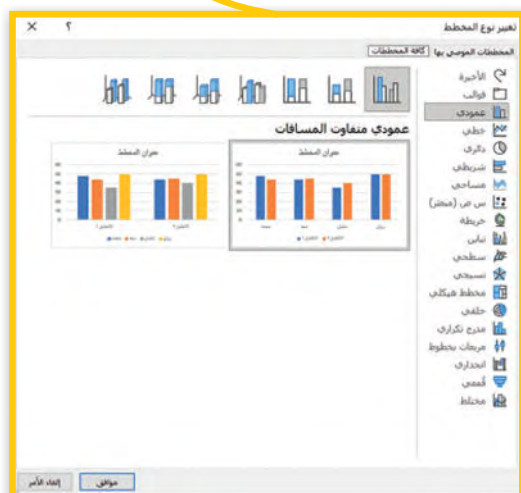 تغيير نوع المخطط
؟
×
المخططات الموصى بها
كافة المخططات
الأخيرة
قوالب
عمودي
خطي
دائري
شريطي
مساحي
س ص (مبعثر)
خريطة
تباين
سطحي
نسيجي
مخطط هيكلي
حلقي
مدرج تكراري
مربعات بخطوط
انحداري
قمعي
مختلط
عمودي متفاوت المسافات
عنوان المخطط
عنوان المخطط
موافق
إلغاء الأمر